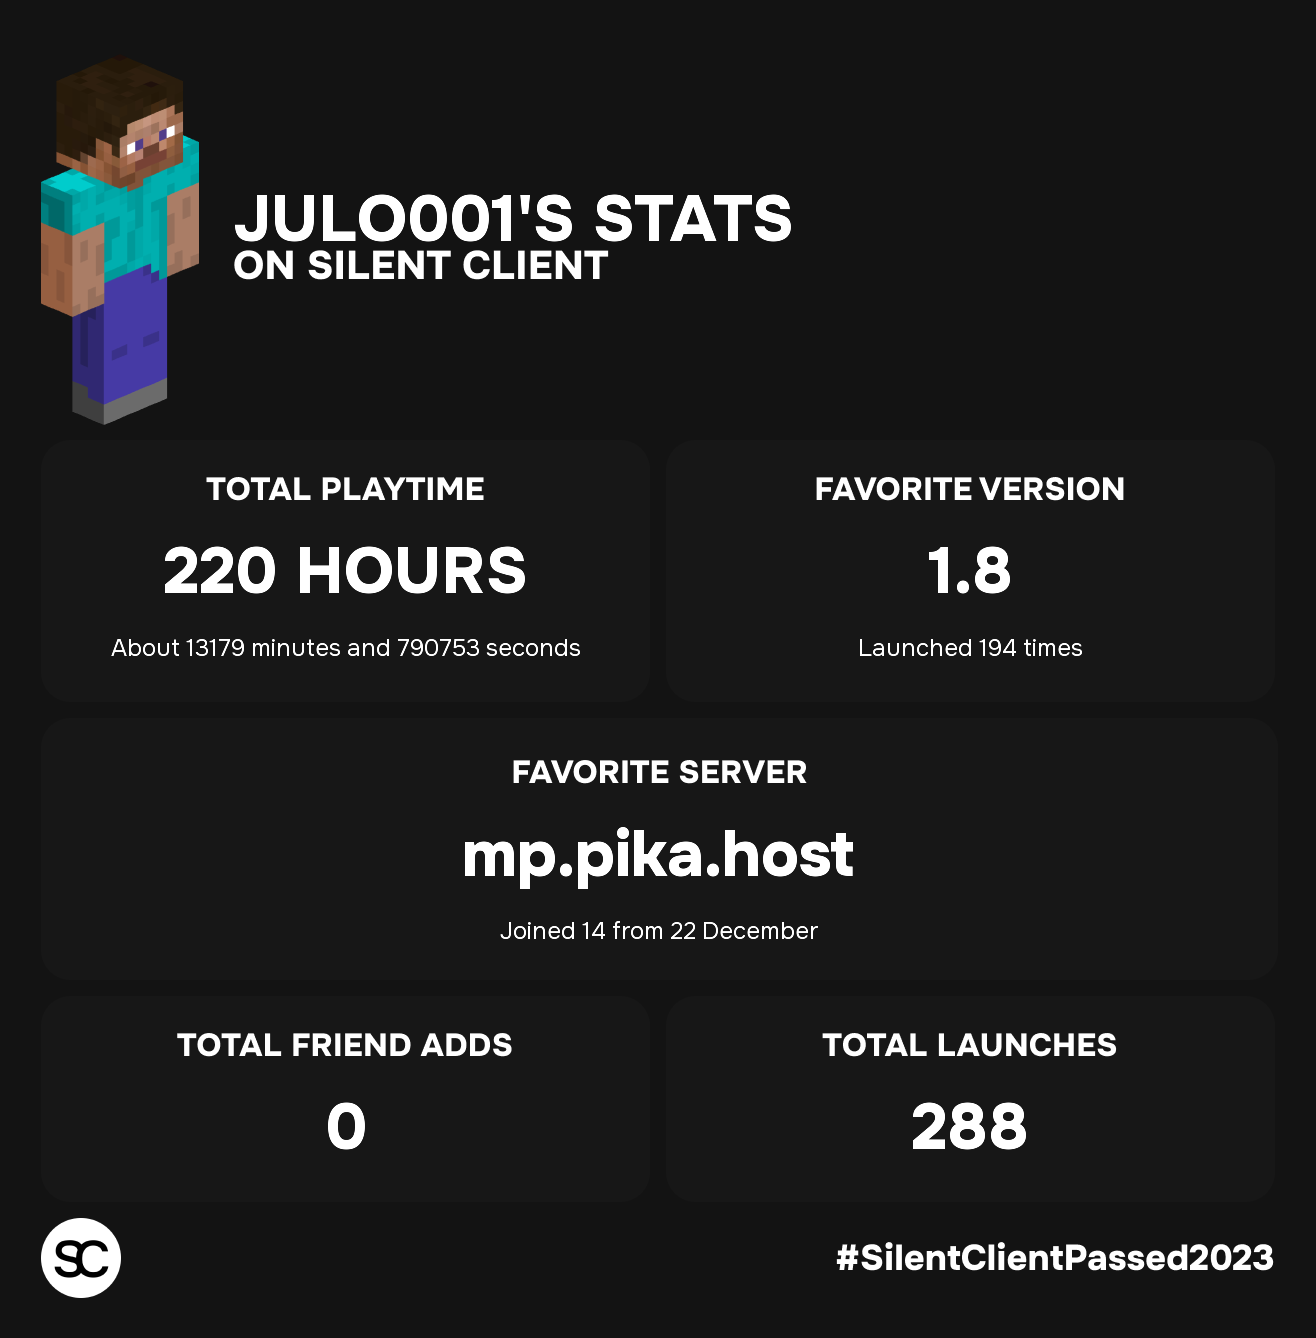 JULO001'S STATS
ON SILENT CLIENT
TOTAL PLAYTIME
220 HOURS
About 13179 minutes and 790753 seconds
FAVORITE VERSION
1.8
Launched 194 times
FAVORITE SERVER
mp.pika.host
Joined 14 from 22 December
TOTAL FRIEND ADDS
0
TOTAL LAUNCHES
288
SC
#SilentClientPassed2023